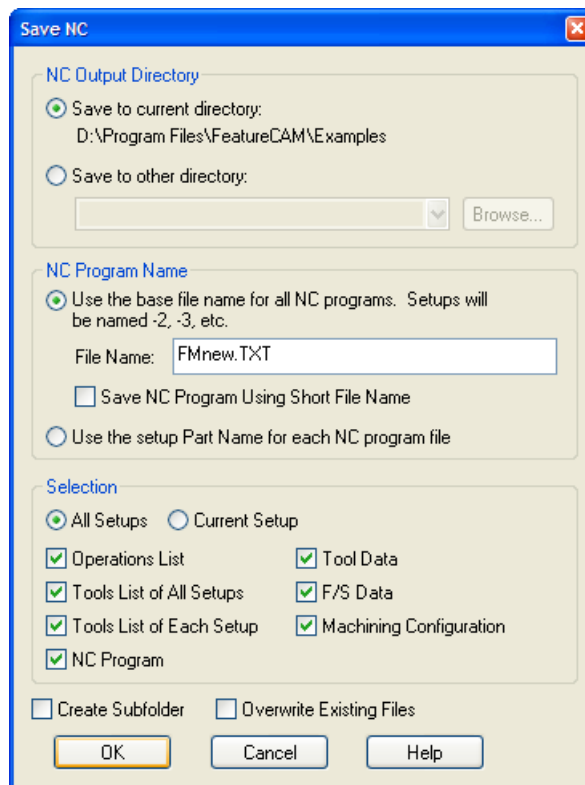 Save NC
NC Output Directory
Save to current directory:
D:\Program Files\FeatureCAM\Examples
Save to other directory:
Browse...
NC Program Name
Use the base file name for all NC programs.  Setups will
be named -2, -3, etc.
File Name: FMnew.TXT
Save NC Program Using Short File Name
Use the setup Part Name for each NC program file
Selection
All Setups Current Setup
Operations List Tool Data
Tools List of All Setups F/S Data
Tools List of Each Setup Machining Configuration
NC Program
Create Subfolder Overwrite Existing Files
OK Cancel Help